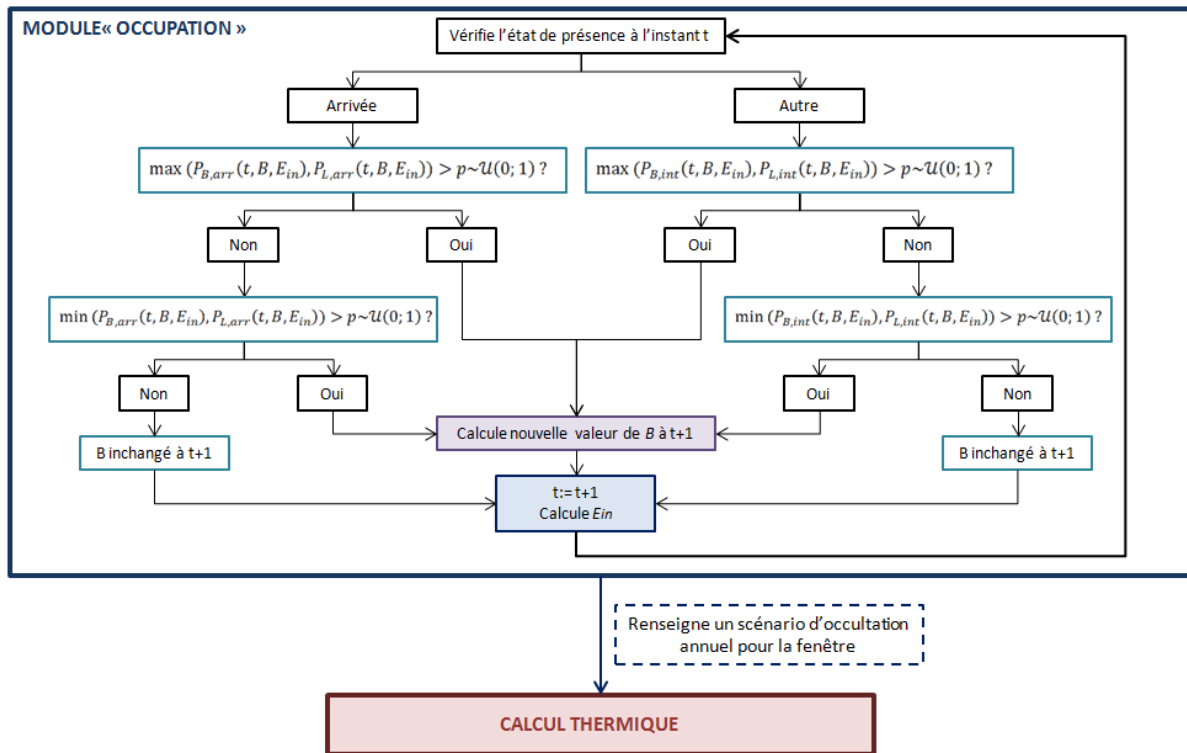 MODULE« OCCUPATION »
Vérifie l'état de présence à l'instant t
Arrivée
Autre
max (P_{B,arr}(t, B, E_{in}), P_{L,arr}(t, B, E_{in})) > p~𝒰(0; 1) ?
max (P_{B,int}(t, B, E_{in}), P_{L,int}(t, B, E_{in})) > p~𝒰(0; 1) ?
Non
Oui
Oui
Non
min (P_{B,arr}(t, B, E_{in}), P_{L,arr}(t, B, E_{in})) > p~𝒰(0; 1) ?
min (P_{B,int}(t, B, E_{in}), P_{L,int}(t, B, E_{in})) > p~𝒰(0; 1) ?
Non
Oui
Oui
Non
B inchangé à t+1
Calcule nouvelle valeur de B à t+1
B inchangé à t+1
t:= t+1
Calcule Ein
Renseigne un scénario d'occultation
annuel pour la fenêtre
CALCUL THERMIQUE